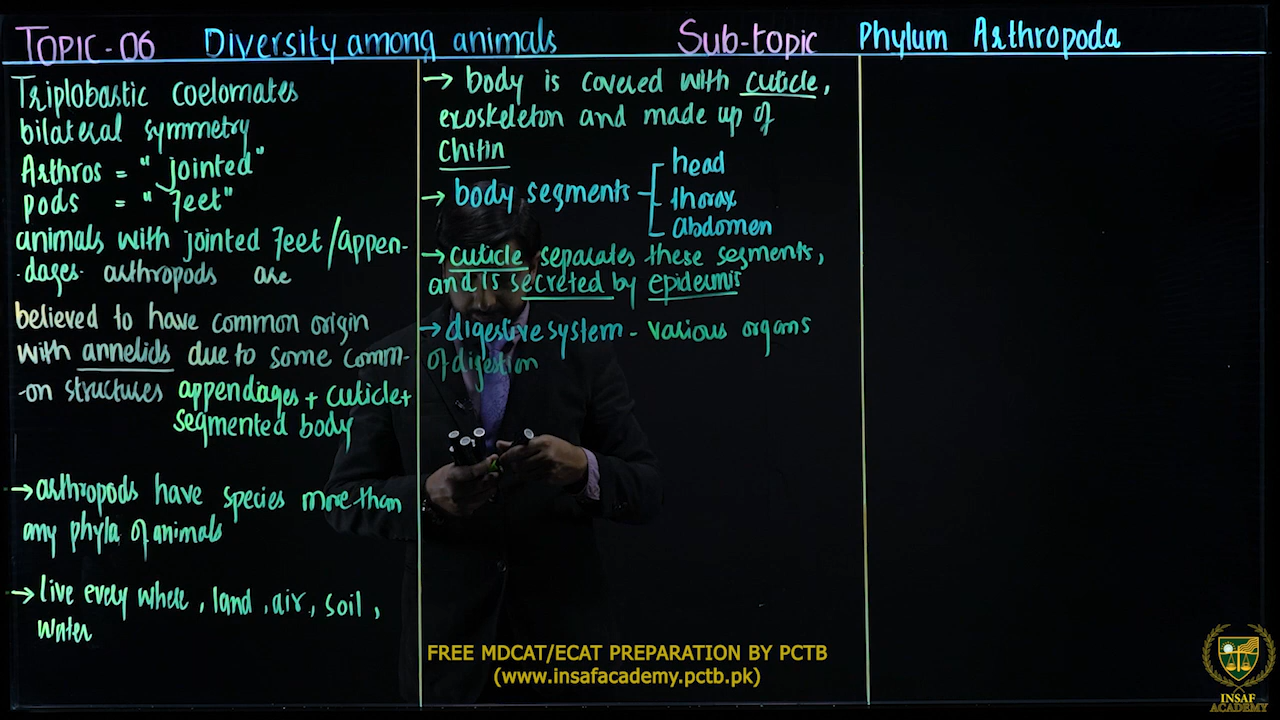 TOPIC-06 Diversity among animals Sub-topic Phylum Arthropoda
Triplobastic coelomates
bilateral symmetry
Arthros = "jointed"
pods = "feet"
animals with jointed feet/appen-
-dages. arthropods are
believed to have common origin
with annelids due to some comm-
-on structures appendages + cuticle+
segmented body
→ arthropods have species more than
any phyla of animals
→ live every where, land, air, soil,
water
→ body is covered with cuticle,
exoskeleton and made up of
chitin
→ body segments head
thorax
abdomen
→ cuticle separates these segments,
and is secreted by epidermis
→ digestive system - various organs
of digestion
FREE MDCAT/ECAT PREPARATION BY PCTB
(www.insafacademy.pctb.pk)
INSAF
ACADEMY